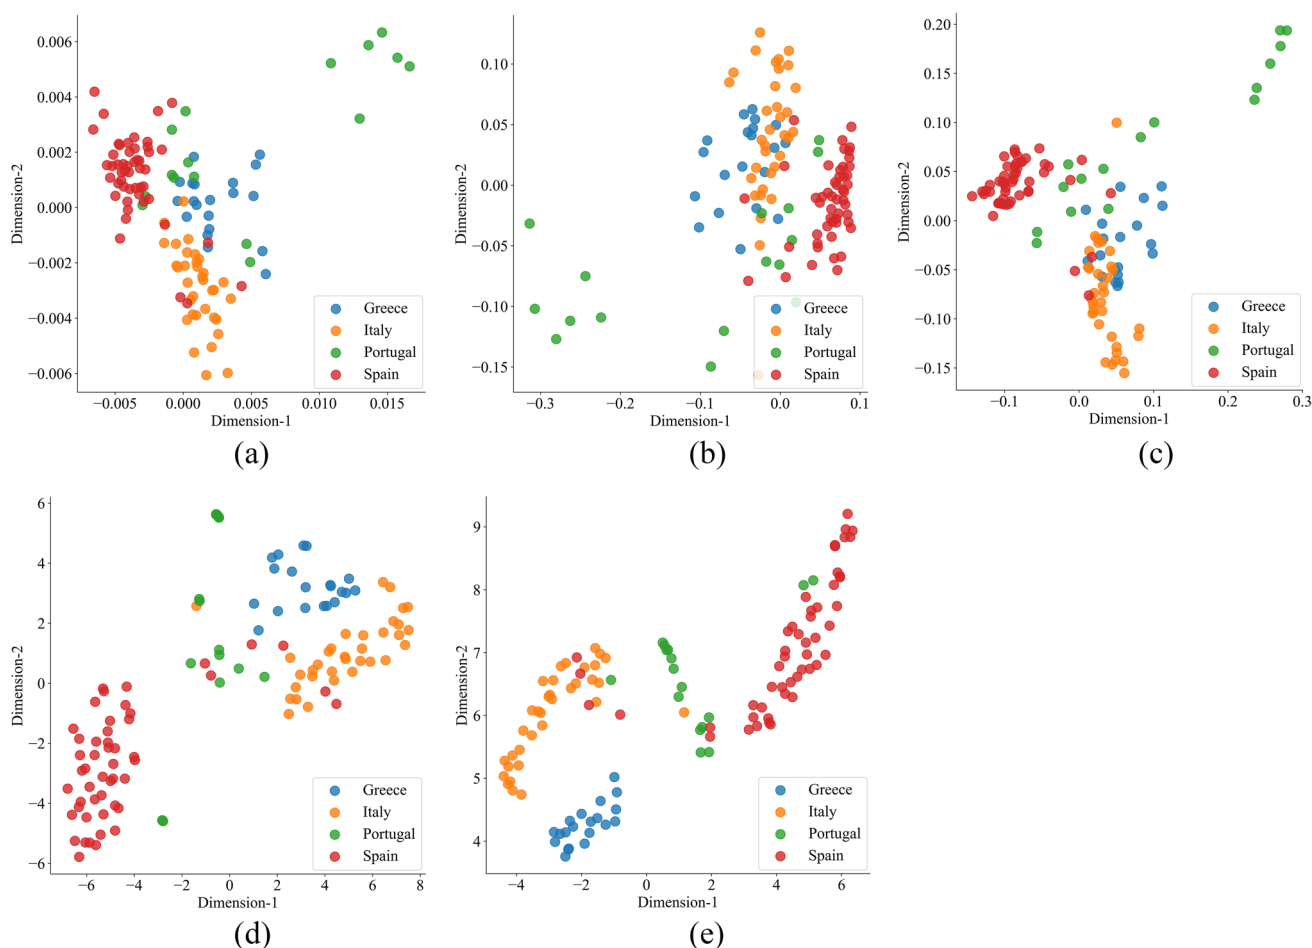 0.006
0.004
0.002
0.000
−0.002
−0.004
−0.006
Dimension-2
−0.005
0.000
0.005
0.010
0.015
Dimension-1
Greece
Italy
Portugal
Spain
(a)
0.10
0.05
0.00
−0.05
−0.10
−0.15
Dimension-2
−0.3
−0.2
−0.1
0.0
0.1
Dimension-1
Greece
Italy
Portugal
Spain
(b)
0.20
0.15
0.10
0.05
0.00
−0.05
−0.10
−0.15
Dimension-2
−0.1
0.0
0.1
0.2
0.3
Dimension-1
Greece
Italy
Portugal
Spain
(c)
6
4
2
0
−2
−4
−6
Dimension-2
−6
−4
−2
0
2
4
6
8
Dimension-1
Greece
Italy
Portugal
Spain
(d)
9
8
7
6
5
4
Dimension-2
−4
−2
0
2
4
6
Dimension-1
Greece
Italy
Portugal
Spain
(e)